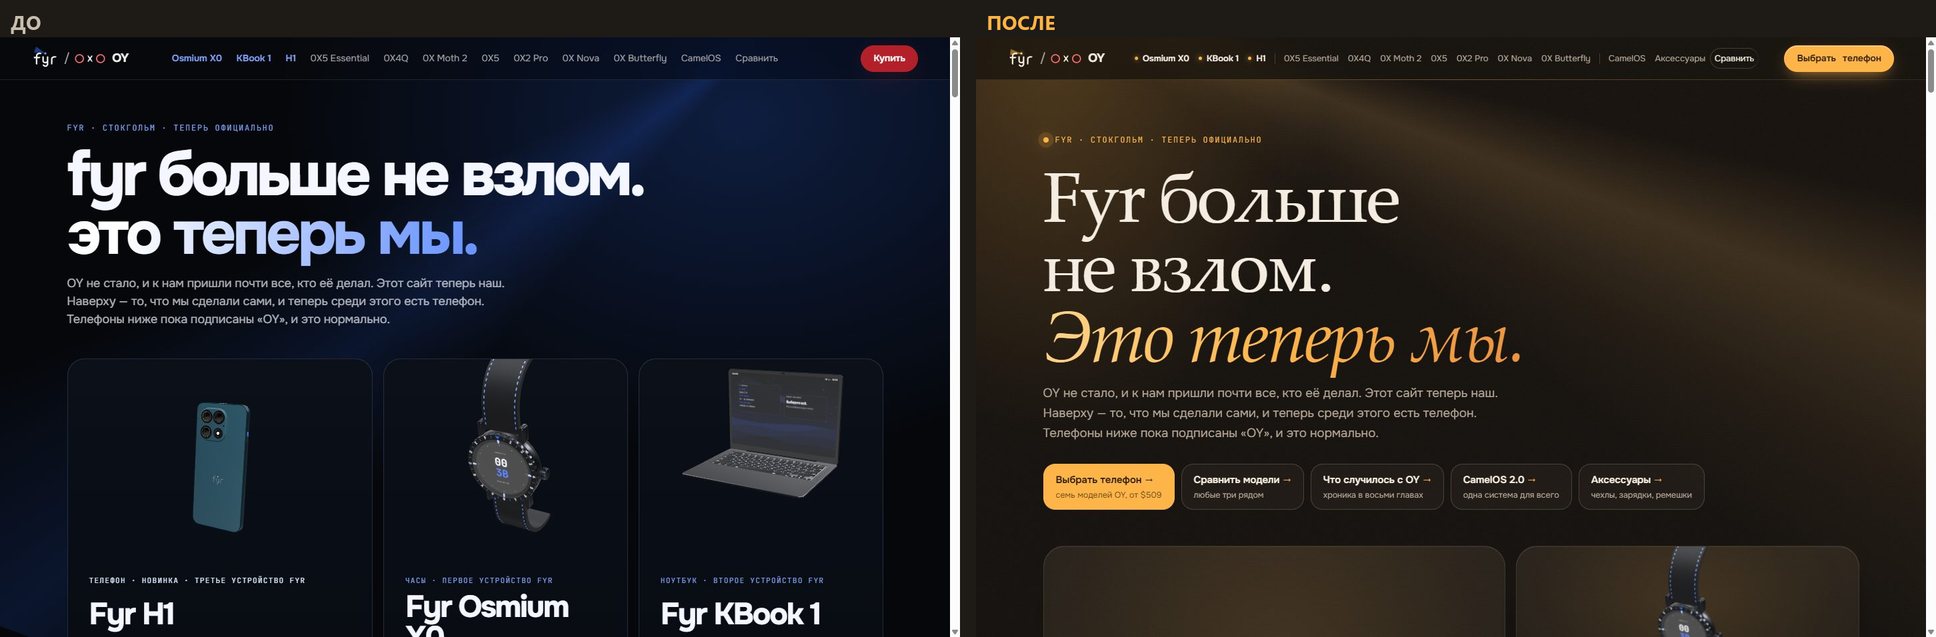 ДО
fyr / O x O OY Osmium X0 KBook 1 H1 0X5 Essential 0X4Q 0X Moth 2 0X5 0X2 Pro 0X Nova 0X Butterfly CamelOS Сравнить Купить
FYR · СТОКГОЛЬМ · ТЕПЕРЬ ОФИЦИАЛЬНО
fyr больше не взлом.
это теперь мы.
OY не стало, и к нам пришли почти все, кто её делал. Этот сайт теперь наш.
Наверху — то, что мы сделали сами, и теперь среди этого есть телефон.
Телефоны ниже пока подписаны «OY», и это нормально.
fyr
00
38
ТЕЛЕФОН · НОВИНКА · ТРЕТЬЕ УСТРОЙСТВО FYR
Fyr H1
ЧАСЫ · ПЕРВОЕ УСТРОЙСТВО FYR
Fyr Osmium
X0
НОУТБУК · ВТОРОЕ УСТРОЙСТВО FYR
Fyr KBook 1
ПОСЛЕ
fyr / O x O OY Osmium X0 KBook 1 H1 0X5 Essential 0X4Q 0X Moth 2 0X5 0X2 Pro 0X Nova 0X Butterfly CamelOS Аксессуары Сравнить Выбрать телефон
FYR · СТОКГОЛЬМ · ТЕПЕРЬ ОФИЦИАЛЬНО
Fyr больше
не взлом.
Это теперь мы.
OY не стало, и к нам пришли почти все, кто её делал. Этот сайт теперь наш.
Наверху — то, что мы сделали сами, и теперь среди этого есть телефон.
Телефоны ниже пока подписаны «OY», и это нормально.
Выбрать телефон →
семь моделей OY, от $509
Сравнить модели →
любые три рядом
Что случилось с OY →
хроника в восьми главах
CamelOS 2.0 →
одна система для всего
Аксессуары →
чехлы, зарядки, ремешки